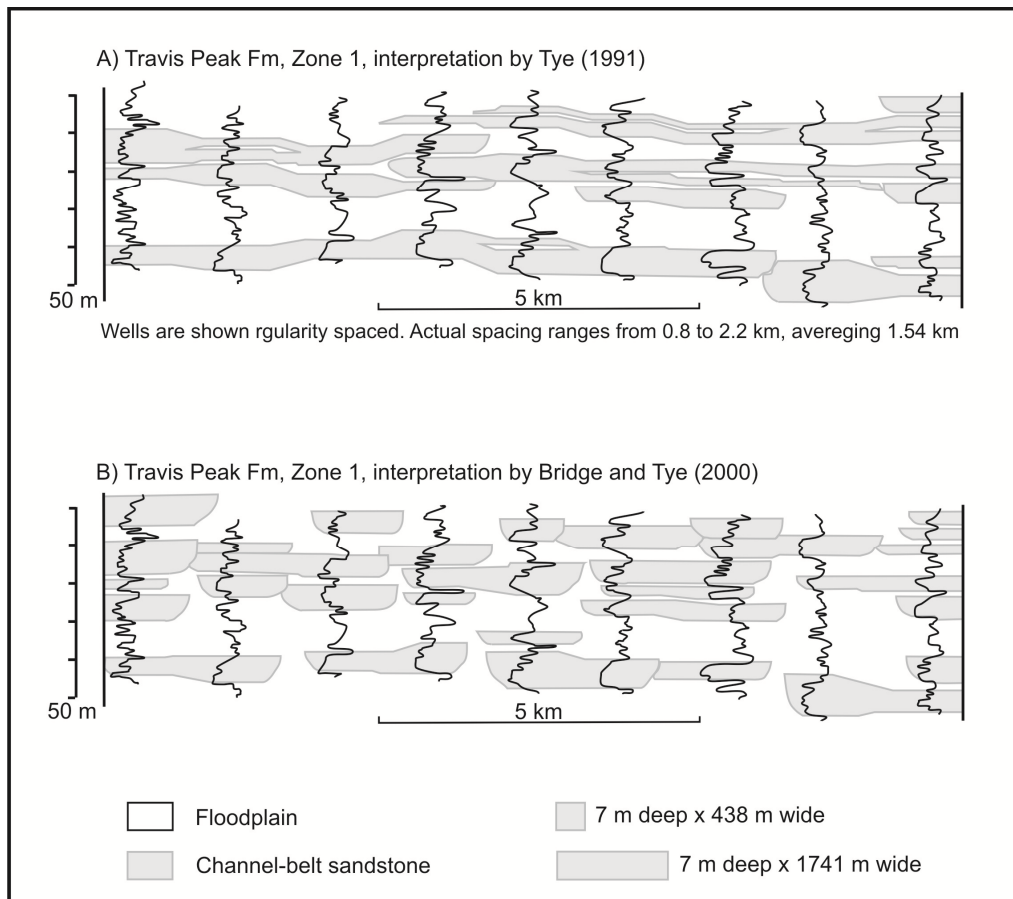 A) Travis Peak Fm, Zone 1, interpretation by Tye (1991)
50 m
5 km
Wells are shown rgularity spaced. Actual spacing ranges from 0.8 to 2.2 km, avereging 1.54 km
B) Travis Peak Fm, Zone 1, interpretation by Bridge and Tye (2000)
50 m
5 km
Floodplain
7 m deep x 438 m wide
Channel-belt sandstone
7 m deep x 1741 m wide